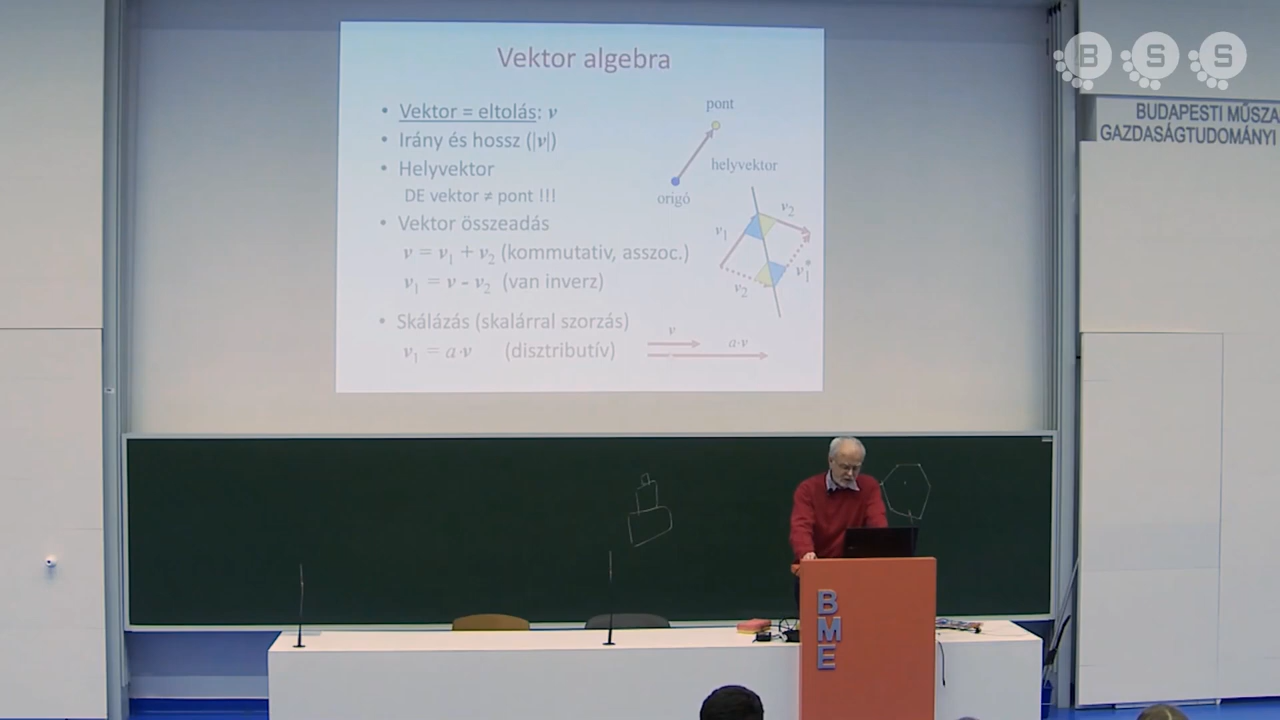 Vektor algebra
• Vektor = eltolás: v
• Irány és hossz (|v|)
• Helyvektor
DE vektor ≠ pont !!!
• Vektor összeadás
v = v₁ + v₂ (kommutativ, asszoc.)
v₁ = v - v₂ (van inverz)
• Skálázás (skalárral szorzás)
v₁ = a·v (disztributív)
pont
helyvektor
origó
v₂
v₁
v₁*
v₂
v
a·v
B S S
BUDAPESTI MŰSZA
GAZDASÁGTUDOMÁNYI
BME